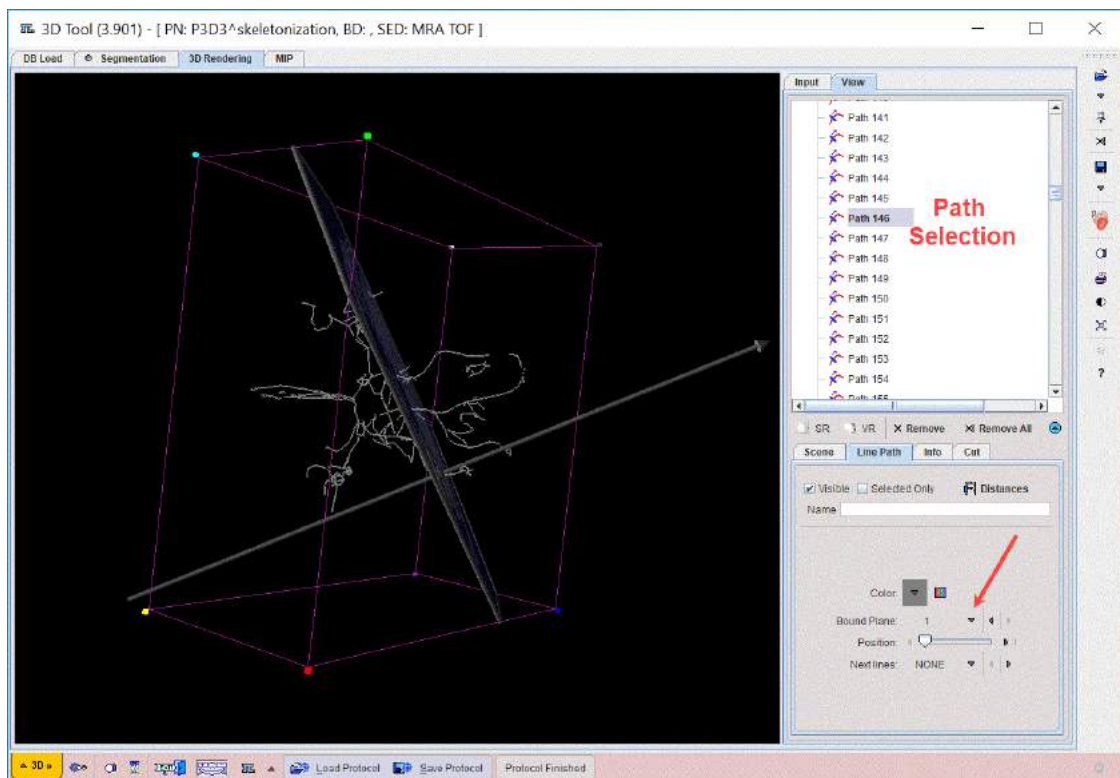 3D Tool (3.901) - [ PN: P3D3^skeletonization, BD: , SED: MRA TOF ]
DB Load Segmentation 3D Rendering MIP
Input View
Path 141
Path 142
Path 143
Path 144
Path 145
Path 146
Path 147
Path 148
Path 149
Path 150
Path 151
Path 152
Path 153
Path 154
Path 155
Path
Selection
SR VR Remove Remove All
Scene Line Path Info Cut
Visible Selected Only Distances
Name
Color:
Bound Plane: 1
Position:
Next lines: NONE
?
3D Load Protocol Save Protocol Protocol Finished